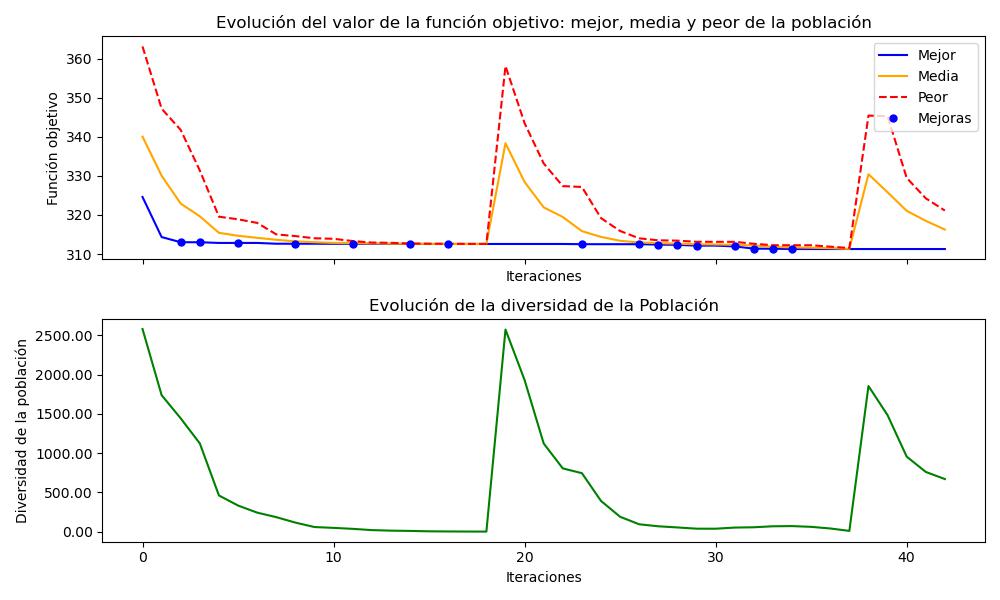 Evolución del valor de la función objetivo: mejor, media y peor de la población
Función objetivo
360
350
340
330
320
310
Mejor
Media
Peor
Mejoras
Iteraciones
Evolución de la diversidad de la Población
Diversidad de la población
2500.00
2000.00
1500.00
1000.00
500.00
0.00
0 10 20 30 40
Iteraciones